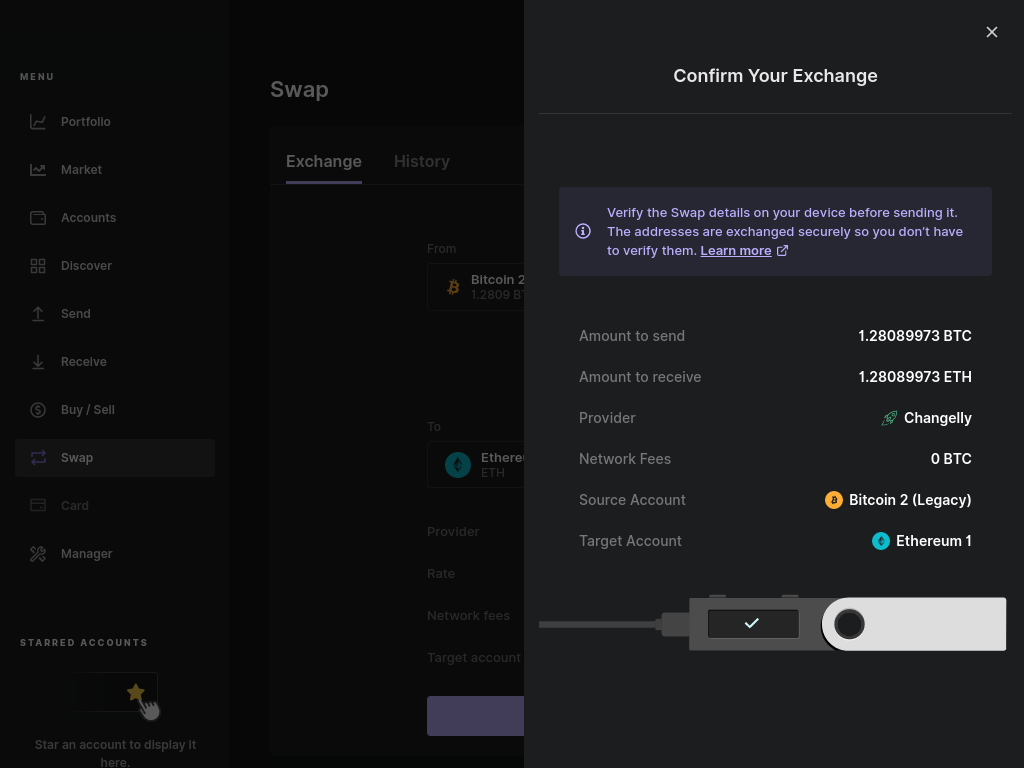 MENU
Portfolio
Market
Accounts
Discover
Send
Receive
Buy / Sell
Swap
Card
Manager
STARRED ACCOUNTS
Star an account to display it
here.
Swap
Exchange
History
From
Bitcoin 2
1.2809 BT
To
Ethereu
ETH
Provider
Rate
Network fees
Target account
Confirm Your Exchange
Verify the Swap details on your device before sending it.
The addresses are exchanged securely so you don't have
to verify them. Learn more
Amount to send 1.28089973 BTC
Amount to receive 1.28089973 ETH
Provider Changelly
Network Fees 0 BTC
Source Account Bitcoin 2 (Legacy)
Target Account Ethereum 1